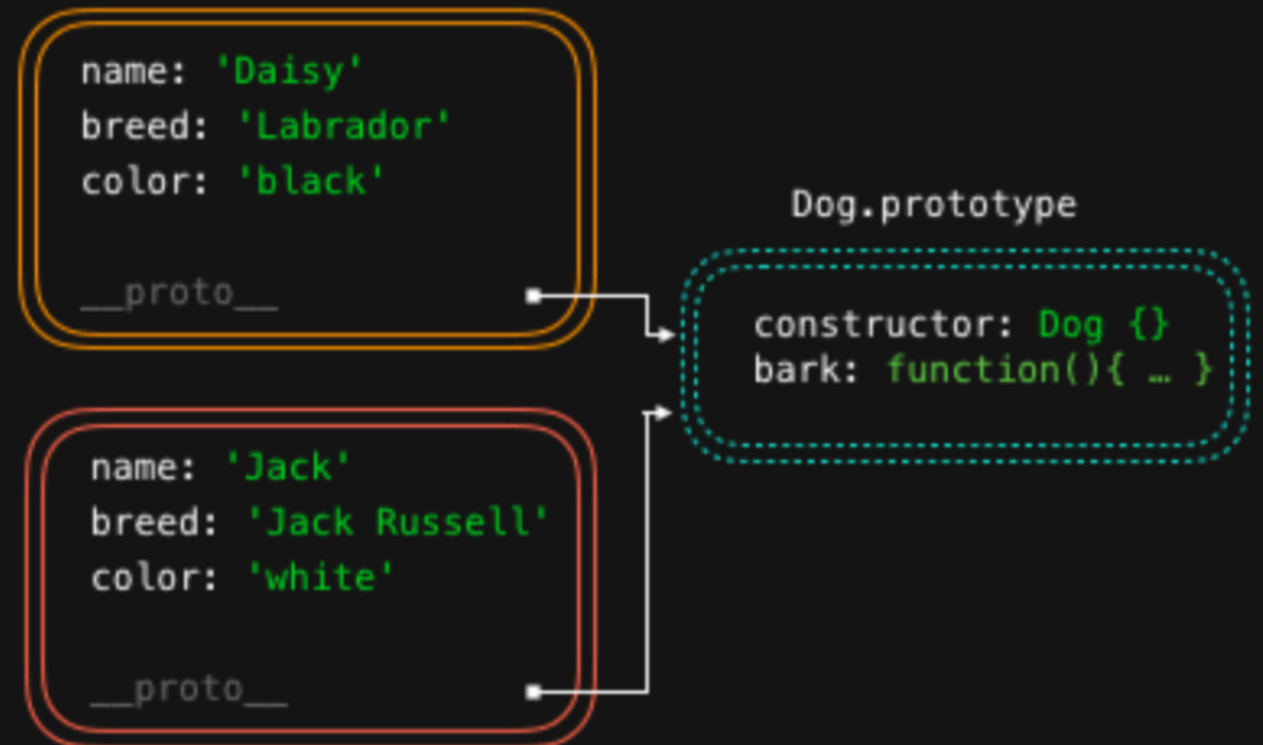 name: 'Daisy'
breed: 'Labrador'
color: 'black'
__proto__
Dog.prototype
constructor: Dog {}
bark: function(){ … }
name: 'Jack'
breed: 'Jack Russell'
color: 'white'
__proto__